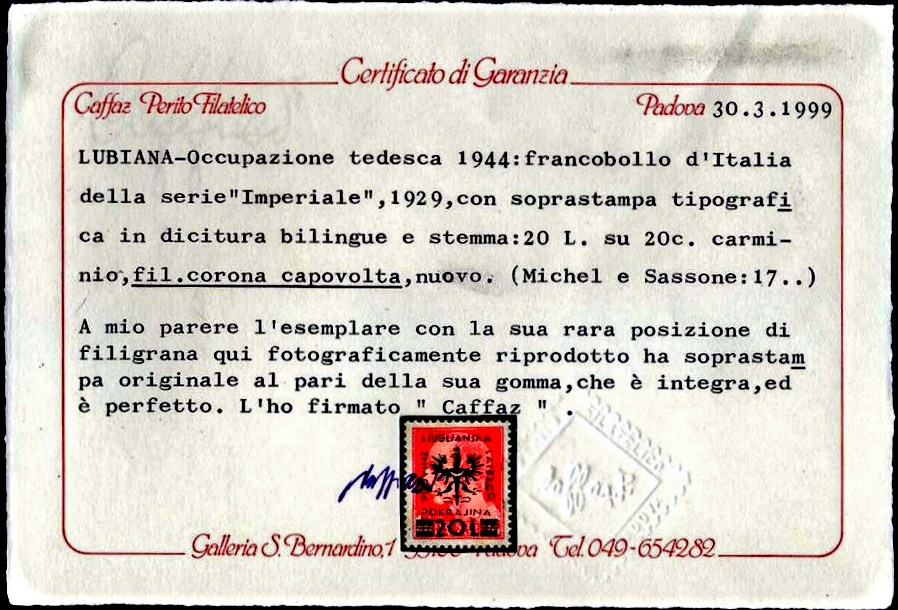 Certificato di Garanzia
Caffaz Perito Filatelico Padova 30.3.1999
LUBIANA-Occupazione tedesca 1944:francobollo d'Italia
della serie"Imperiale",1929,con soprastampa tipografi
ca in dicitura bilingue e stemma:20 L. su 20c. carmi-
nio,fil.corona capovolta,nuovo. (Michel e Sassone:17..)
A mio parere l'esemplare con la sua rara posizione di
filigrana qui fotograficamente riprodotto ha soprastam
pa originale al pari della sua gomma,che è integra,ed
è perfetto. L'ho firmato " Caffaz " .
LJUBLJANSKA
POKRAJINA
20 L
Galleria S. Bernardino,1 Padova Tel. 049-654282